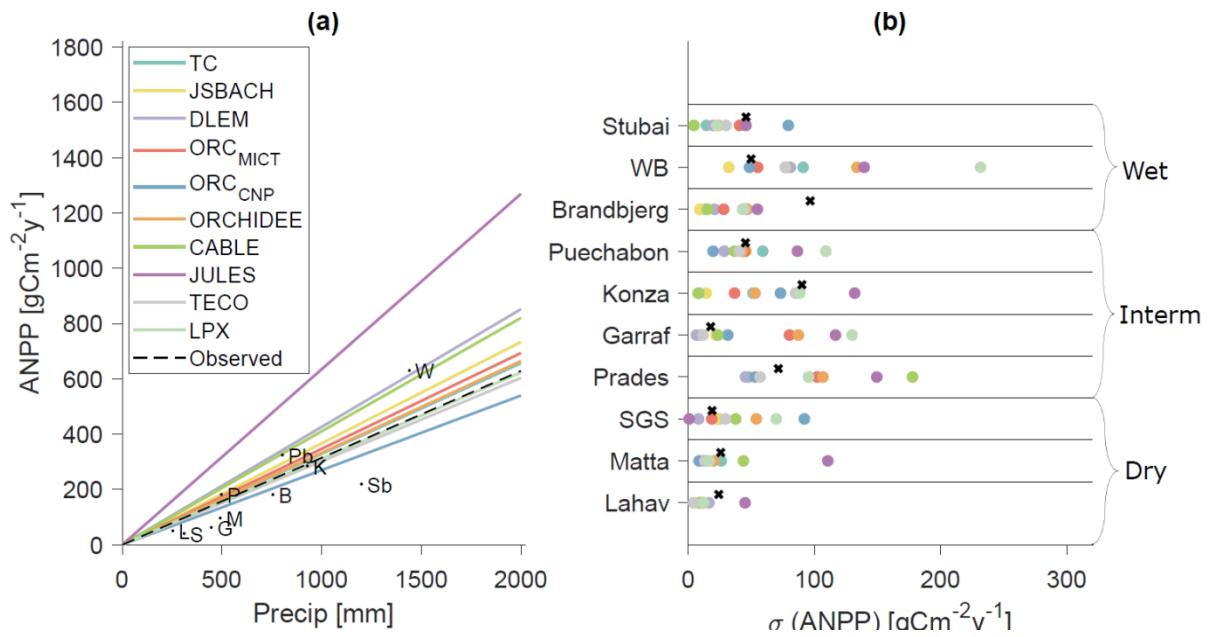 (a)
ANPP [gCm-2y-1]
1800
1600
1400
1200
1000
800
600
400
200
0
TC
JSBACH
DLEM
ORCMICT
ORCCNP
ORCHIDEE
CABLE
JULES
TECO
LPX
Observed
W
Pb
K
P
B
Sb
M
G
L
S
0
500
1000
1500
2000
Precip [mm]
(b)
Stubai
WB
Brandbjerg
Puechabon
Konza
Garraf
Prades
SGS
Matta
Lahav
Wet
Interm
Dry
0
100
200
300
σ (ANPP) [gCm-2y-1]